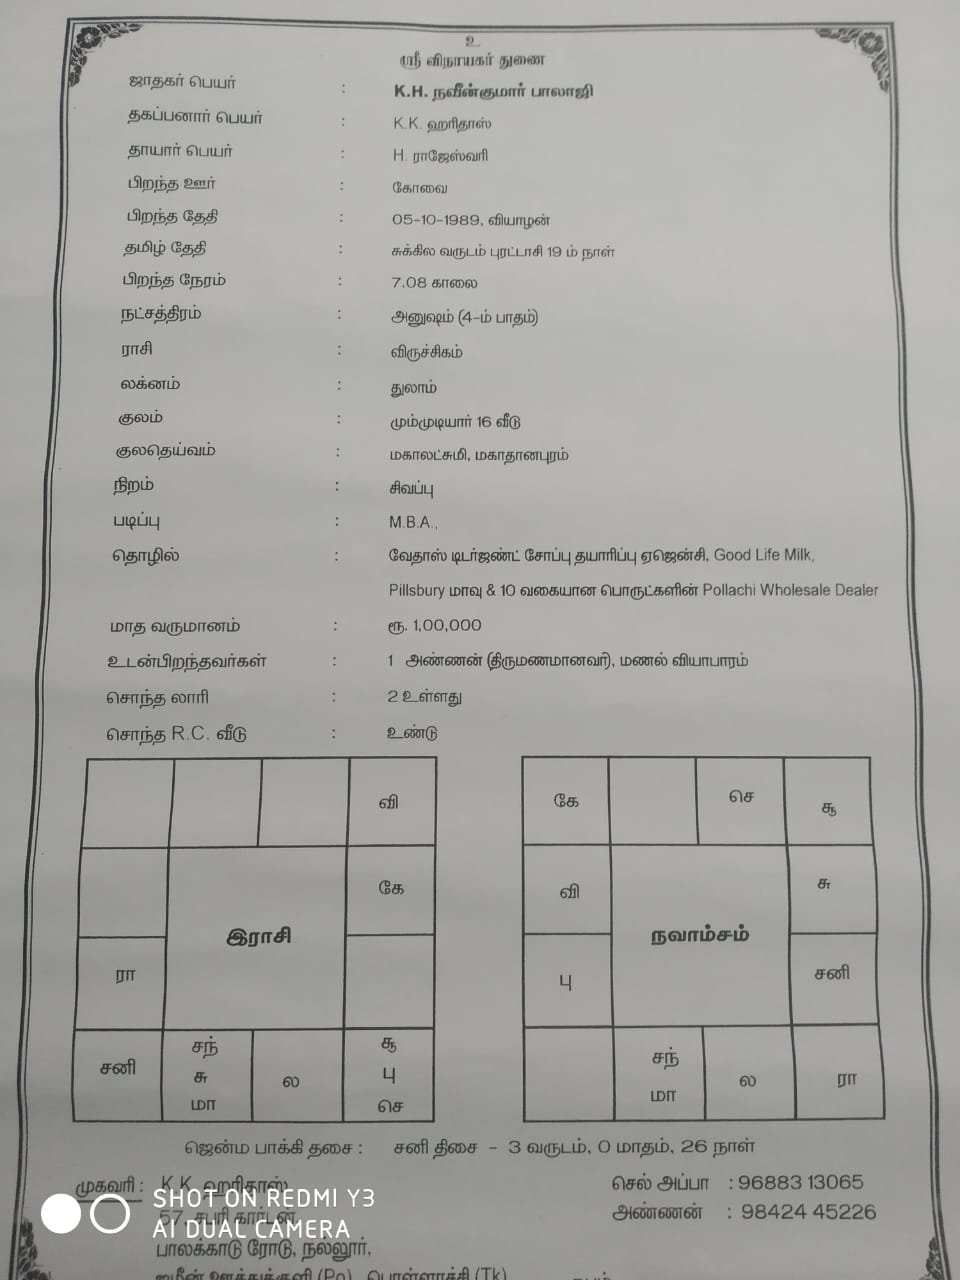 உ
ஸ்ரீ விநாயகர் துணை
ஜாதகர் பெயர் : K.H. நவீன்குமார் பாலாஜி
தகப்பனார் பெயர் : K.K. ஹரிதாஸ்
தாயார் பெயர் : H. ராஜேஸ்வரி
பிறந்த ஊர் : கோவை
பிறந்த தேதி : 05-10-1989, வியாழன்
தமிழ் தேதி : சுக்கில வருடம் புரட்டாசி 19 ம் நாள்
பிறந்த நேரம் : 7.08 காலை
நட்சத்திரம் : அனுஷம் (4-ம் பாதம்)
ராசி : விருச்சிகம்
லக்னம் : துலாம்
குலம் : மும்முடியார் 16 வீடு
குலதெய்வம் : மகாலட்சுமி, மகாதானபுரம்
நிறம் : சிவப்பு
படிப்பு : M.B.A.,
தொழில் : வேதாஸ் டிடர்ஜண்ட் சோப்பு தயாரிப்பு ஏஜென்சி, Good Life Milk,
Pillsbury மாவு & 10 வகையான பொருட்களின் Pollachi Wholesale Dealer
மாத வருமானம் : ரூ. 1,00,000
உடன்பிறந்தவர்கள் : 1 அண்ணன் (திருமணமானவர்), மணல் வியாபாரம்
சொந்த லாரி : 2 உள்ளது
சொந்த R.C. வீடு : உண்டு
வி
கே
இராசி
ரா
சனி
சந்
சு
மா
ல
சூ
பு
செ
கே
செ
சூ
வி
சு
நவாம்சம்
பு
சனி
சந்
மா
ல
ரா
ஜென்ம பாக்கி தசை : சனி திசை - 3 வருடம், 0 மாதம், 26 நாள்
முகவரி : K.K. ஹரிதாஸ், செல் அப்பா : 96883 13065
57, சபரி கார்டன், அண்ணன் : 98424 45226
பாலக்காடு ரோடு, நல்லூர்,
ஜமீன் ஊத்துக்குளி (Po), பொள்ளாச்சி (Tk)
SHOT ON REDMI Y3
AI DUAL CAMERA